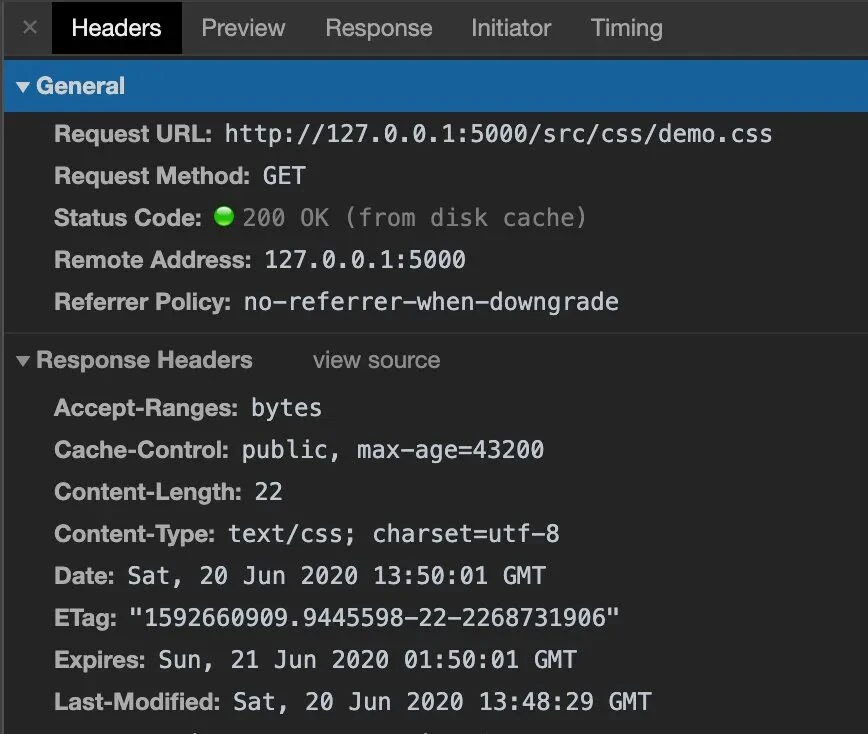 × Headers Preview Response Initiator Timing
▼ General
Request URL: http://127.0.0.1:5000/src/css/demo.css
Request Method: GET
Status Code: 200 OK (from disk cache)
Remote Address: 127.0.0.1:5000
Referrer Policy: no-referrer-when-downgrade
▼ Response Headers view source
Accept-Ranges: bytes
Cache-Control: public, max-age=43200
Content-Length: 22
Content-Type: text/css; charset=utf-8
Date: Sat, 20 Jun 2020 13:50:01 GMT
ETag: "1592660909.9445598-22-2268731906"
Expires: Sun, 21 Jun 2020 01:50:01 GMT
Last-Modified: Sat, 20 Jun 2020 13:48:29 GMT